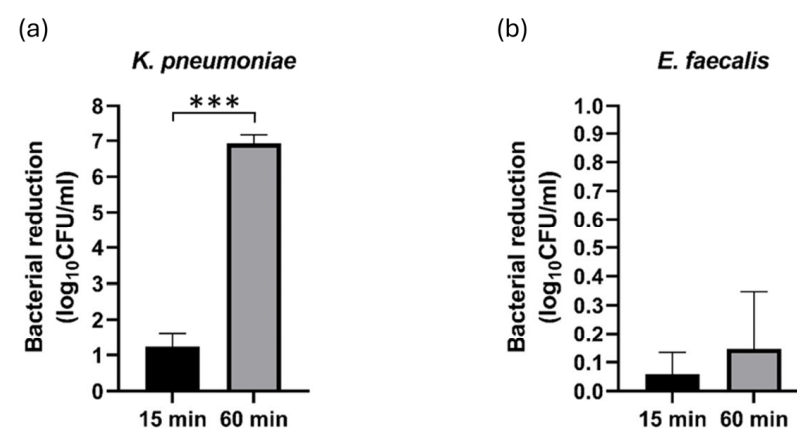 (a)
K. pneumoniae
***
Bacterial reduction
(log₁₀CFU/ml)
8
7
6
5
4
3
2
1
0
15 min 60 min
(b)
E. faecalis
Bacterial reduction
(log₁₀CFU/ml)
1.0
0.9
0.8
0.7
0.6
0.5
0.4
0.3
0.2
0.1
0.0
15 min 60 min